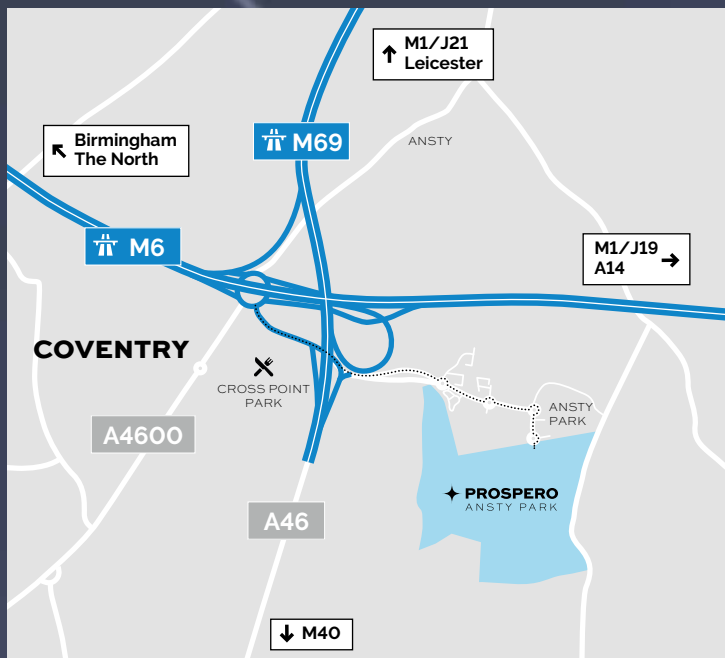 M1/J21
Leicester
Birmingham
The North
M69
ANSTY
M6
M1/J19
A14
COVENTRY
CROSS POINT
PARK
A4600
ANSTY
PARK
PROSPERO
ANSTY PARK
A46
M40